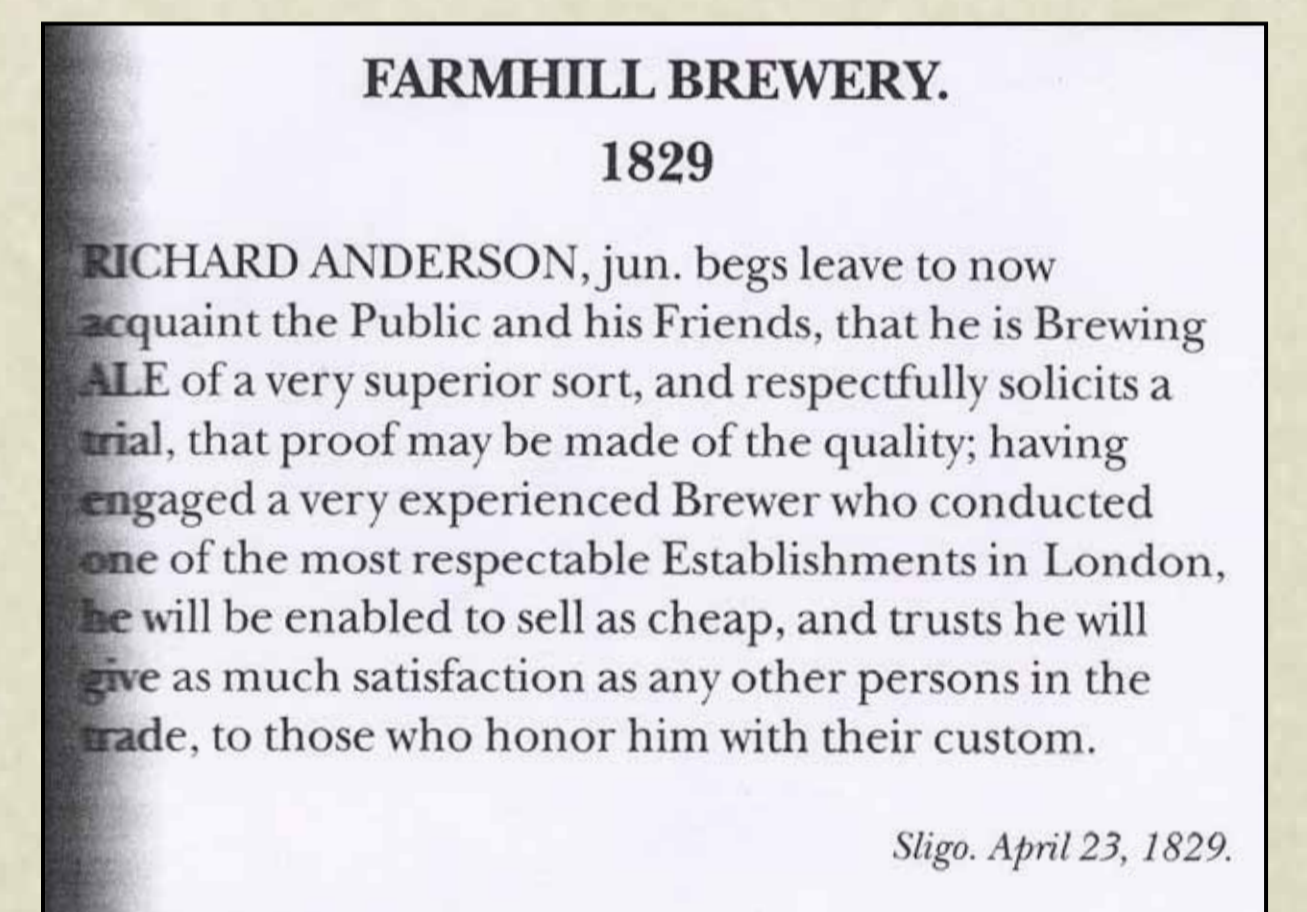 FARMHILL BREWERY.
1829
RICHARD ANDERSON, jun. begs leave to now
acquaint the Public and his Friends, that he is Brewing
ALE of a very superior sort, and respectfully solicits a
trial, that proof may be made of the quality; having
engaged a very experienced Brewer who conducted
one of the most respectable Establishments in London,
he will be enabled to sell as cheap, and trusts he will
give as much satisfaction as any other persons in the
trade, to those who honor him with their custom.
Sligo. April 23, 1829.